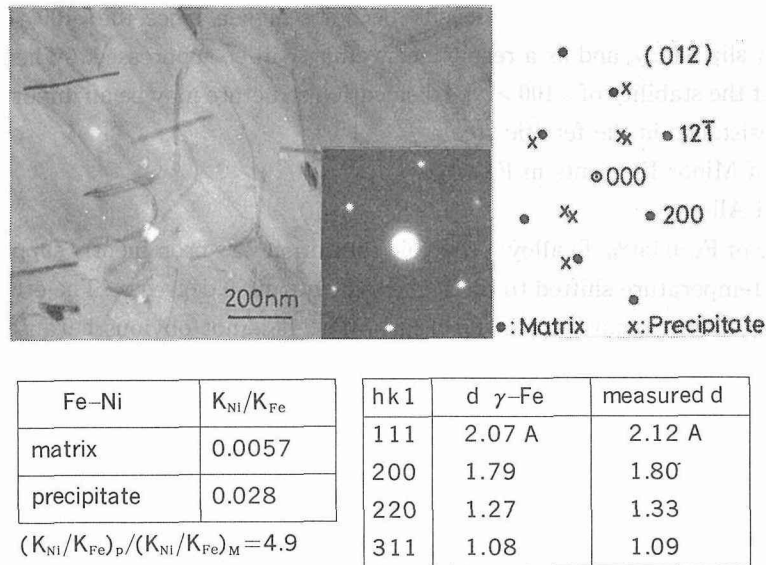 (012)
12T̄
000
200
200nm
●:Matrix x:Precipitate
Fe–Ni K_Ni/K_Fe
matrix 0.0057
precipitate 0.028
(K_Ni/K_Fe)_p/(K_Ni/K_Fe)_M=4.9
hk1 d γ–Fe measured d
111 2.07 A 2.12 A
200 1.79 1.80
220 1.27 1.33
311 1.08 1.09